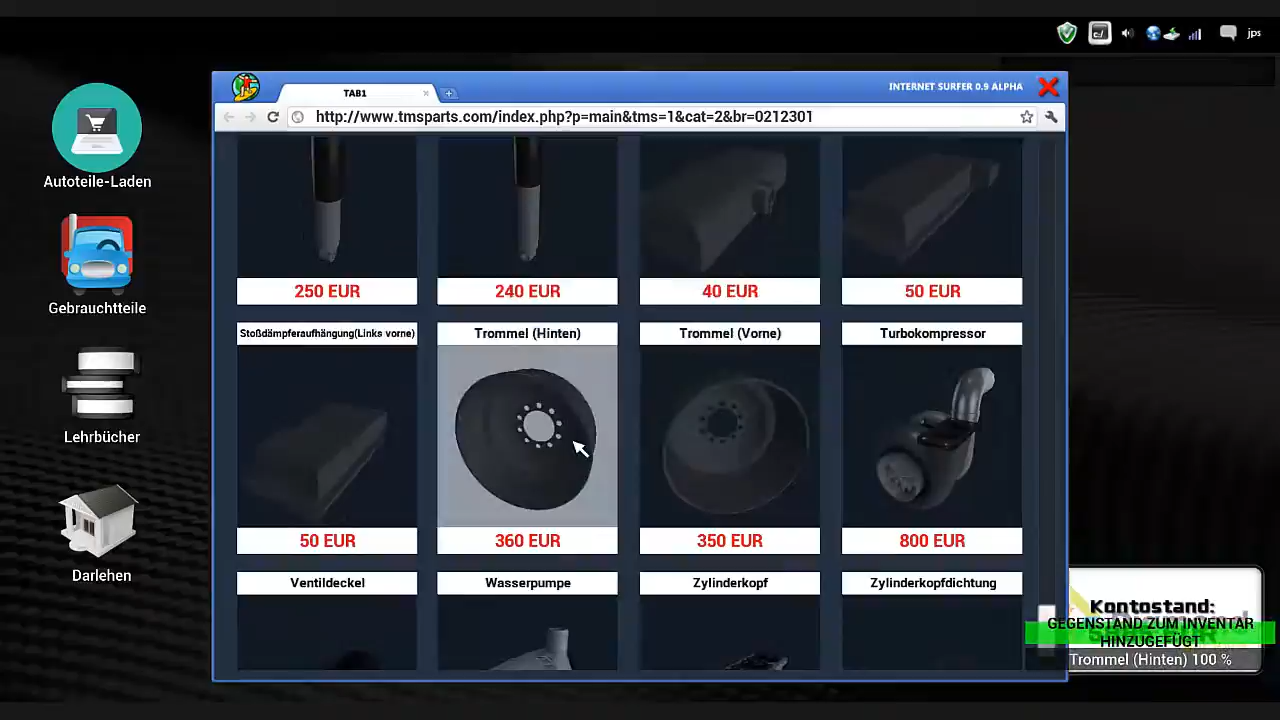 jps
TAB1
INTERNET SURFER 0.9 ALPHA
http://www.tmsparts.com/index.php?p=main&tms=1&cat=2&br=0212301
Autoteile-Laden
Gebrauchtteile
Lehrbücher
Darlehen
250 EUR
240 EUR
40 EUR
50 EUR
Stoßdämpferaufhängung(Links vorne)
Trommel (Hinten)
Trommel (Vorne)
Turbokompressor
50 EUR
360 EUR
350 EUR
800 EUR
Ventildeckel
Wasserpumpe
Zylinderkopf
Zylinderkopfdichtung
Kontostand:
GEGENSTAND ZUM INVENTAR
HINZUGEFÜGT
Trommel (Hinten) 100 %